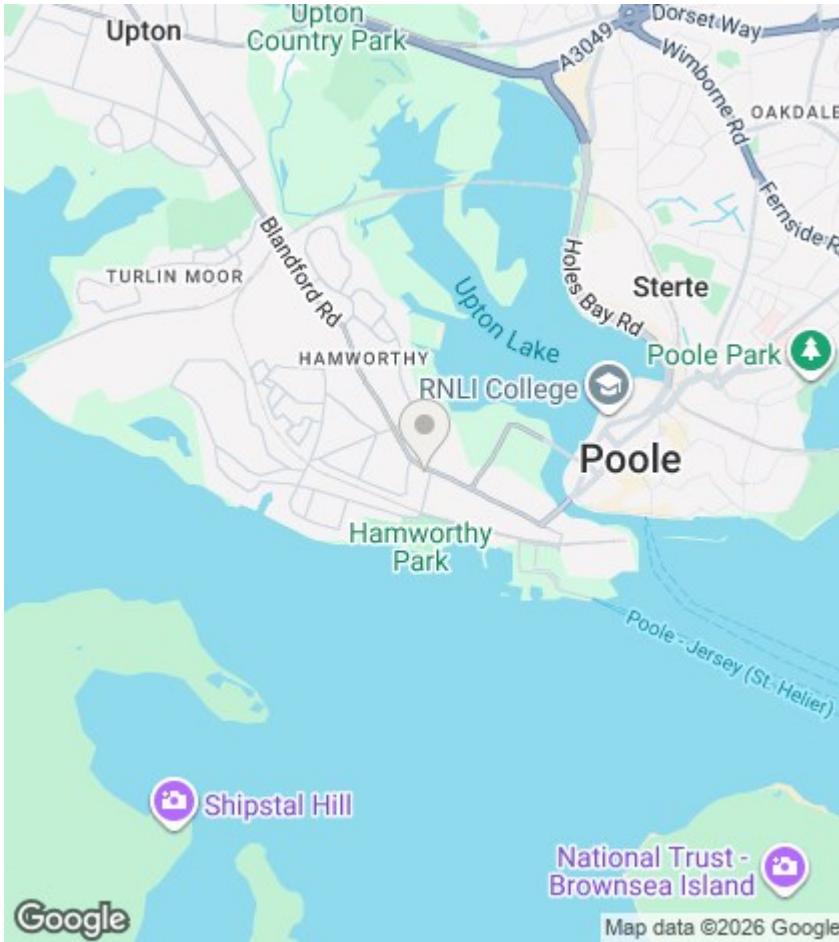 Upton
Upton
Country Park
A3049
Dorset Way
Wimborne Rd
OAKDALE
Fernside R
Blandford Rd
TURLIN MOOR
Holes Bay Rd
Sterte
Upton Lake
HAMWORTHY
Poole Park
RNLI College
Poole
Hamworthy
Park
Poole - Jersey (St. Helier)
Shipstal Hill
National Trust -
Brownsea Island
Google
Map data ©2026 Google